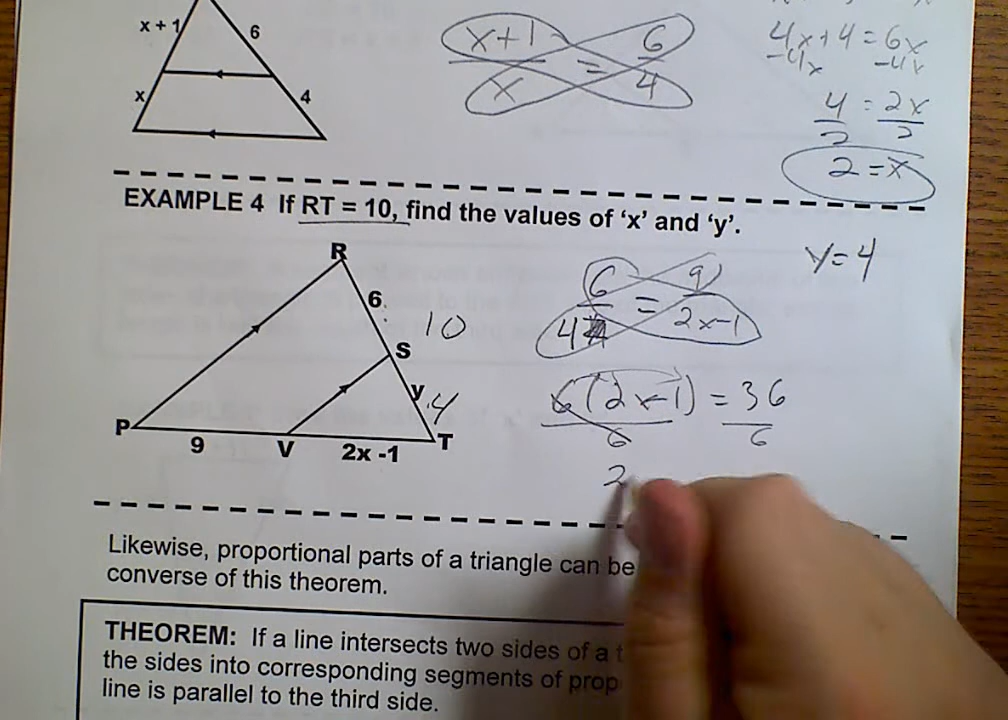 x + 1
6
x
4
x+1
x
=
6
4
4x+4 = 6x
-4x -4x
4 = 2x
2 2
2 = x
EXAMPLE 4 If RT = 10, find the values of ‘x’ and ‘y’.
R
6
10
S
y 4
P
9
V
2x -1
T
y = 4
6 = 9
4 2x-1
6(2x-1) = 36
6 6
2
Likewise, proportional parts of a triangle can be
converse of this theorem.
THEOREM: If a line intersects two sides of a t
the sides into corresponding segments of prop
line is parallel to the third side.